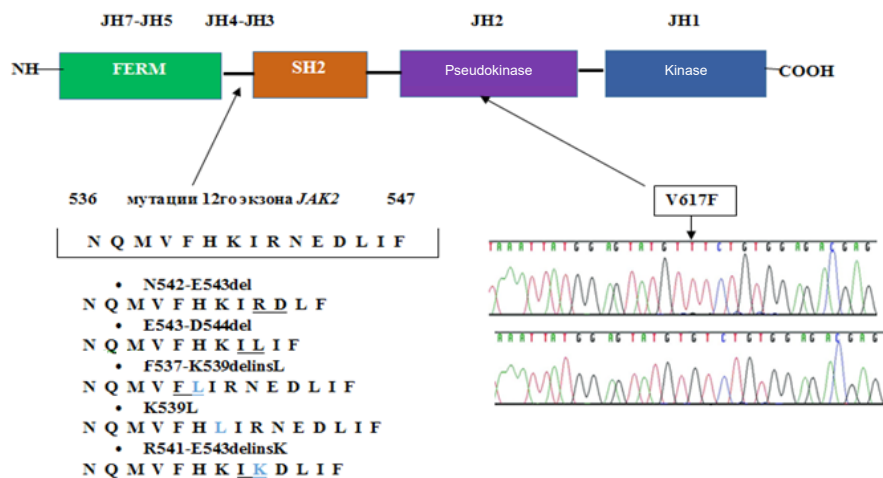 JH7-JH5 JH4-JH3 JH2 JH1
NH FERM SH2 Pseudokinase Kinase COOH
536 мутации 12го экзона JAK2 547
N Q M V F H K I R N E D L I F
• N542-E543del
N Q M V F H K I R D L F
• E543-D544del
N Q M V F H K I L I F
• F537-K539delinsL
N Q M V F L I R N E D L I F
• K539L
N Q M V F H L I R N E D L I F
• R541-E543delinsK
N Q M V F H K I K D L I F
V617F
T A A A T T A T G G A G T A T G T T T C T G T G G A G A C G A G
T A A A T T A T G G A G T A T G T G T C T G T G G A G A C G A G